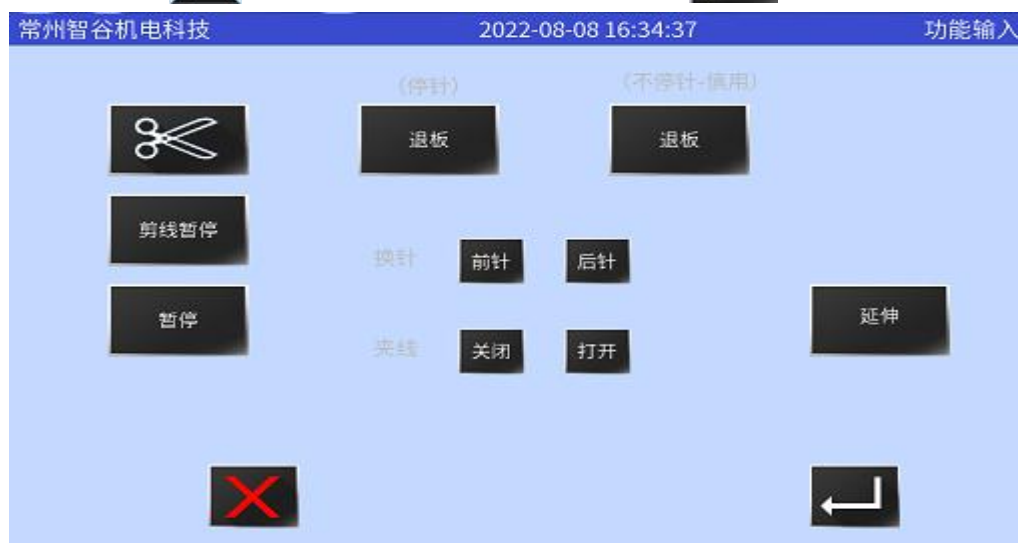 常州智谷机电科技 2022-08-08 16:34:37 功能输入
(停针) (不停针-慎用)
退板 退板
剪线暂停
换针 前针 后针
暂停 延伸
夹线 关闭 打开